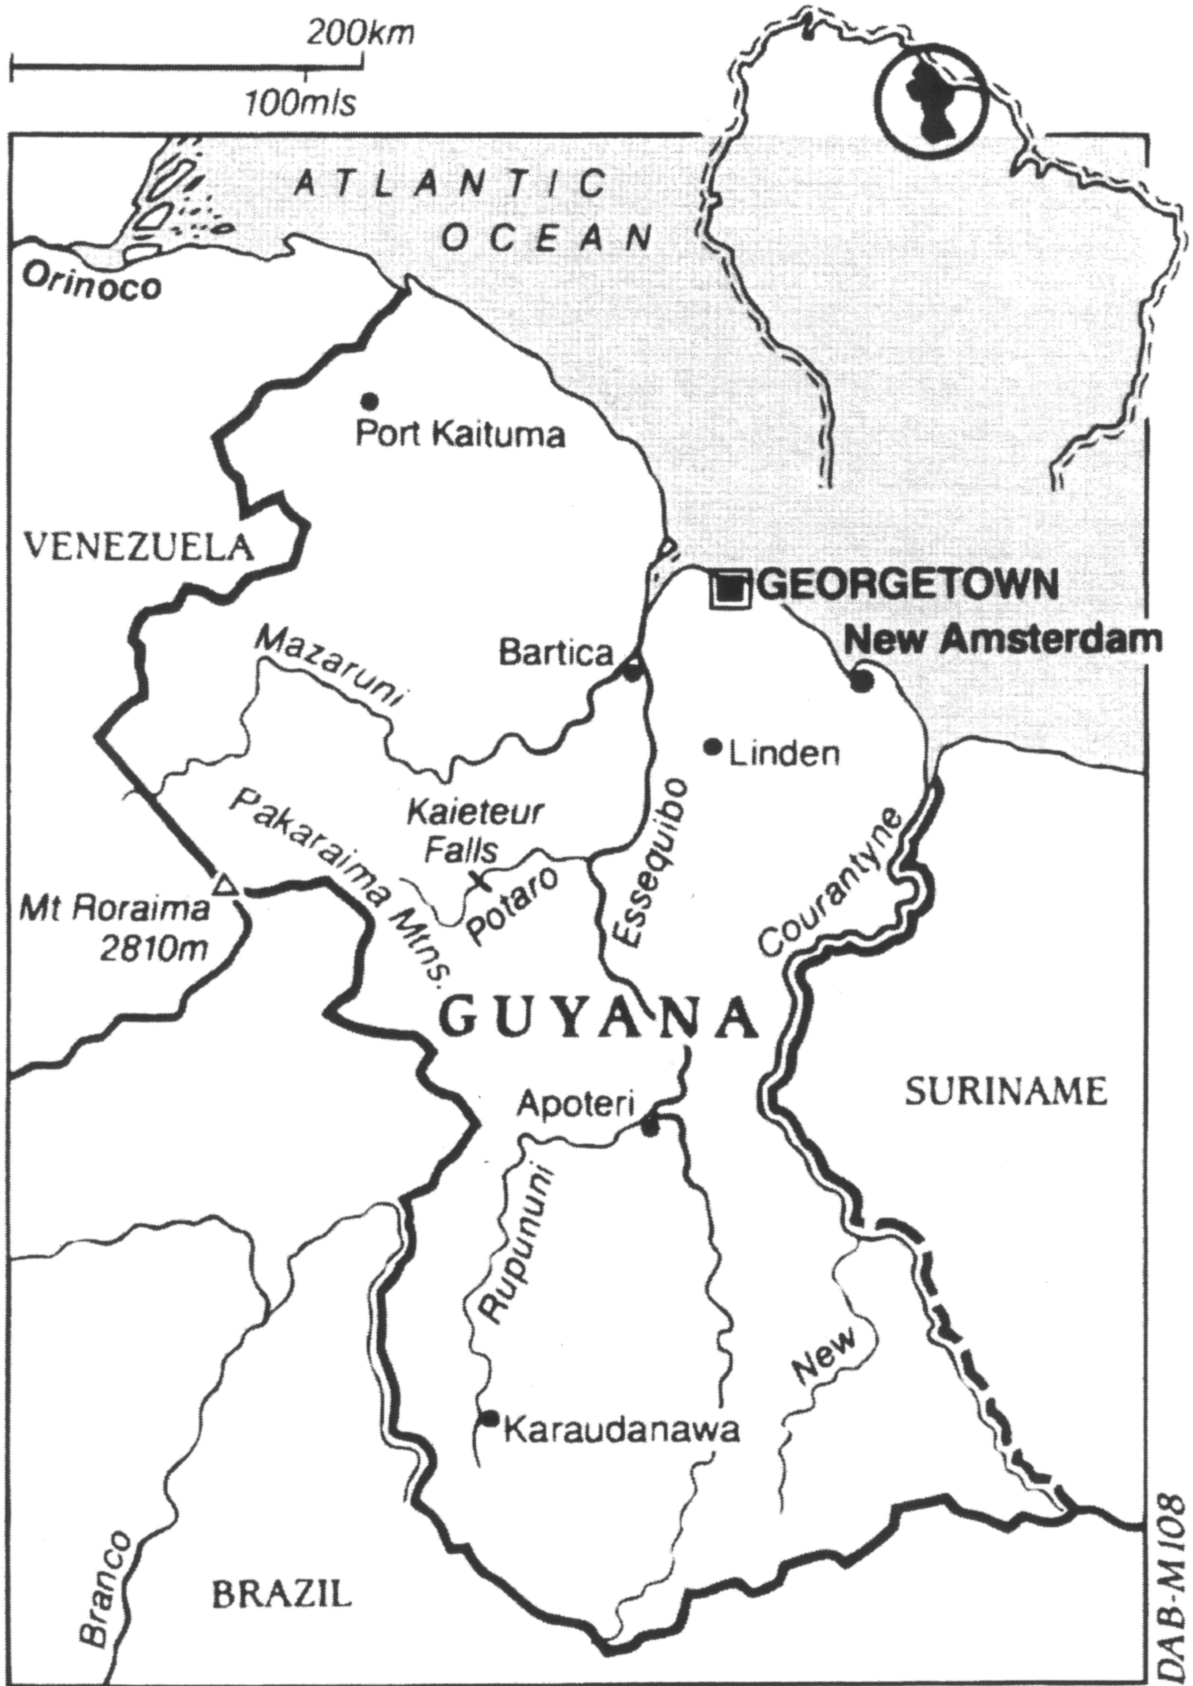 200km
100mls
ATLANTIC
OCEAN
Orinoco
Port Kaituma
VENEZUELA
GEORGETOWN
New Amsterdam
Bartica
Mazaruni
Linden
Kaieteur
Falls
Pakaraima Mtns.
Potaro
Essequibo
Courantyne
Mt Roraima
2810m
GUYANA
SURINAME
Apoteri
Rupununi
New
Karaudanawa
Branco
BRAZIL
DAB-M108